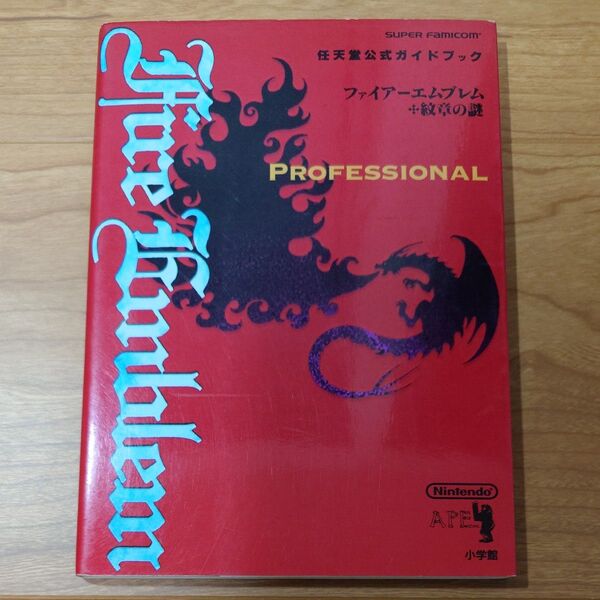 SUPER FAMICOM
任天堂公式ガイドブック
ファイアーエムブレム
紋章の謎
PROFESSIONAL
Fire Emblem
Nintendo
APE
小学館